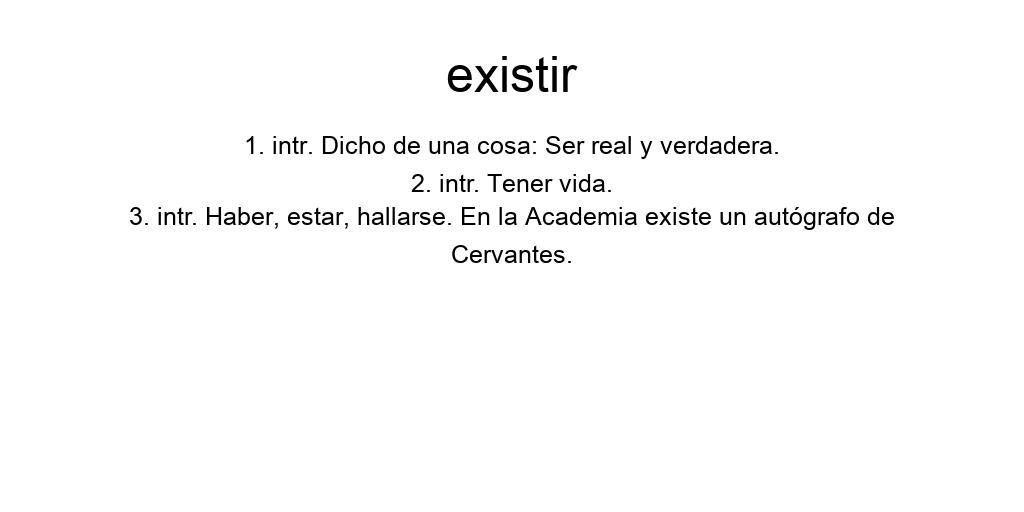 existir
1. intr. Dicho de una cosa: Ser real y verdadera.
2. intr. Tener vida.
3. intr. Haber, estar, hallarse. En la Academia existe un autógrafo de
Cervantes.